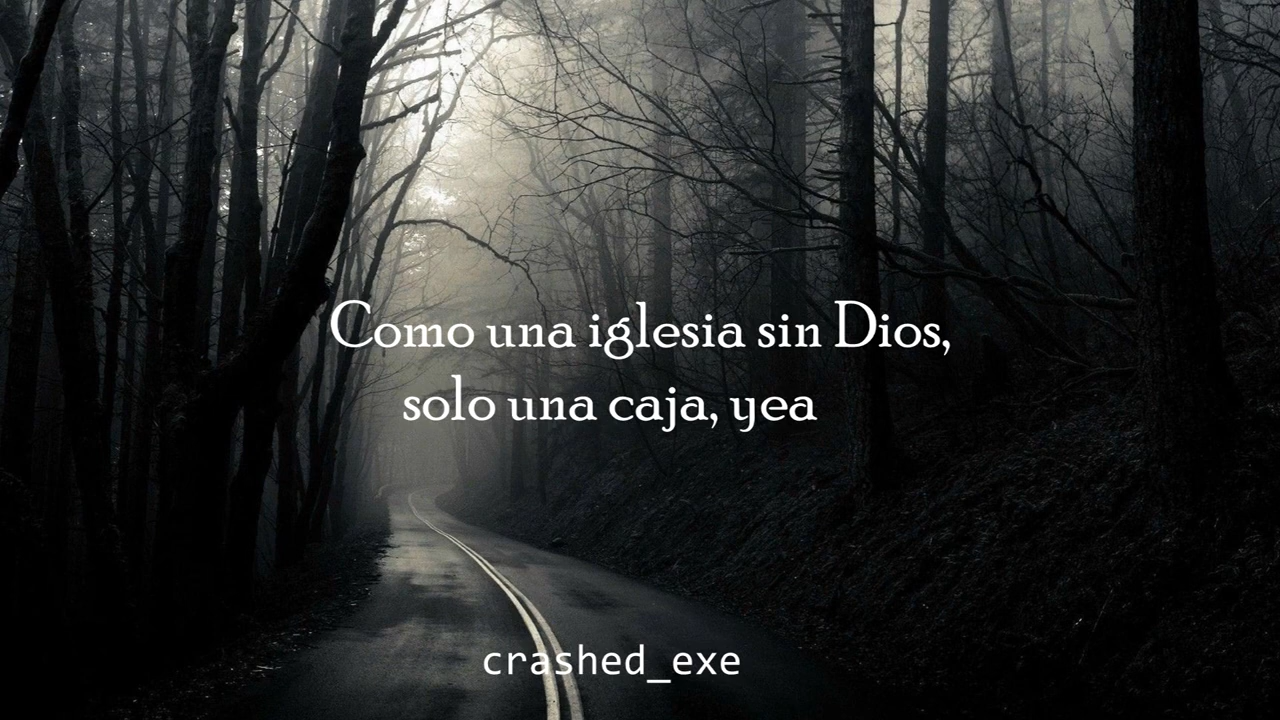 Como una iglesia sin Dios,
solo una caja, yea
crashed_exe